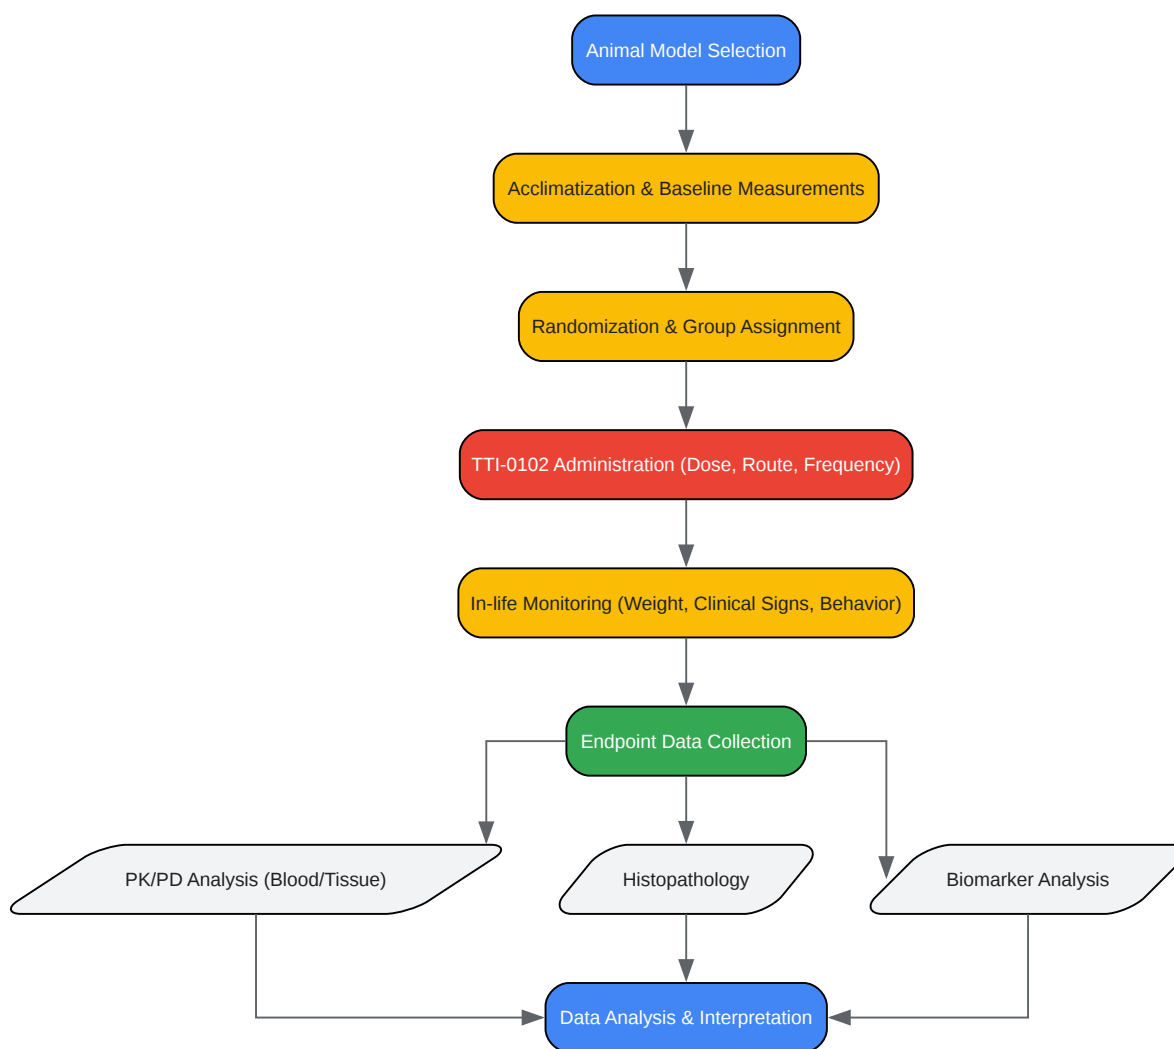 Animal Model Selection
Acclimatization & Baseline Measurements
Randomization & Group Assignment
TTI-0102 Administration (Dose, Route, Frequency)
In-life Monitoring (Weight, Clinical Signs, Behavior)
Endpoint Data Collection
PK/PD Analysis (Blood/Tissue)
Histopathology
Biomarker Analysis
Data Analysis & Interpretation